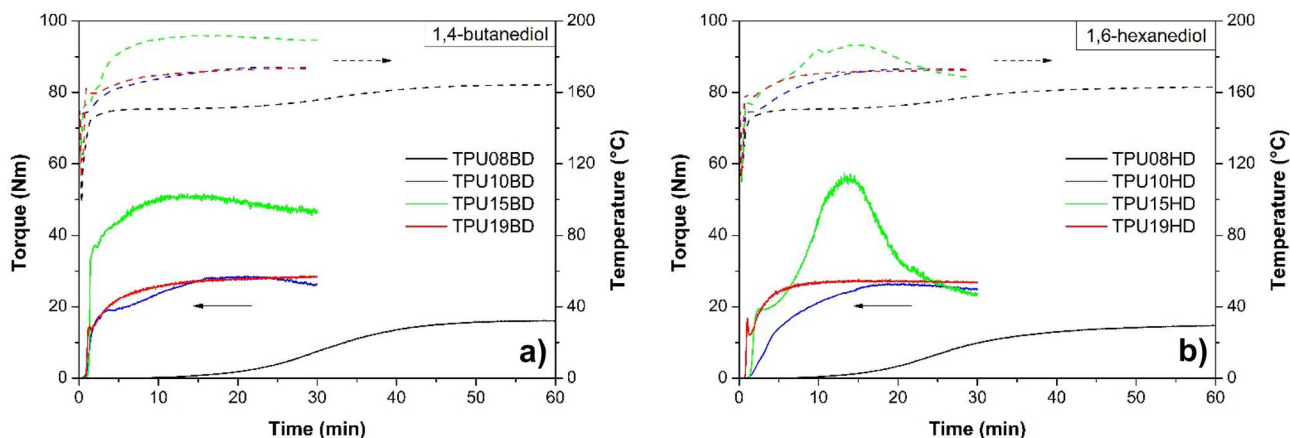 1,4-butanediol
Torque (Nm)
100
80
60
40
20
0
200
160
120
80
40
0
Temperature (°C)
TPU08BD
TPU10BD
TPU15BD
TPU19BD
a)
0 10 20 30 40 50 60
Time (min)
1,6-hexanediol
Torque (Nm)
100
80
60
40
20
0
200
160
120
80
40
0
Temperature (°C)
TPU08HD
TPU10HD
TPU15HD
TPU19HD
b)
0 10 20 30 40 50 60
Time (min)